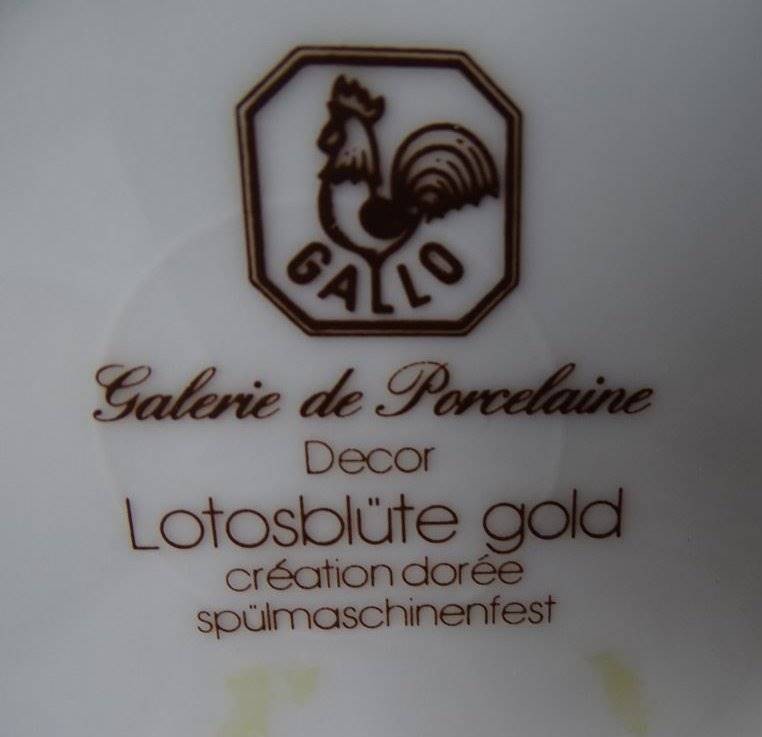 GALLO
Galerie de Porcelaine
Decor
Lotosblüte gold
création dorée
spülmaschinenfest